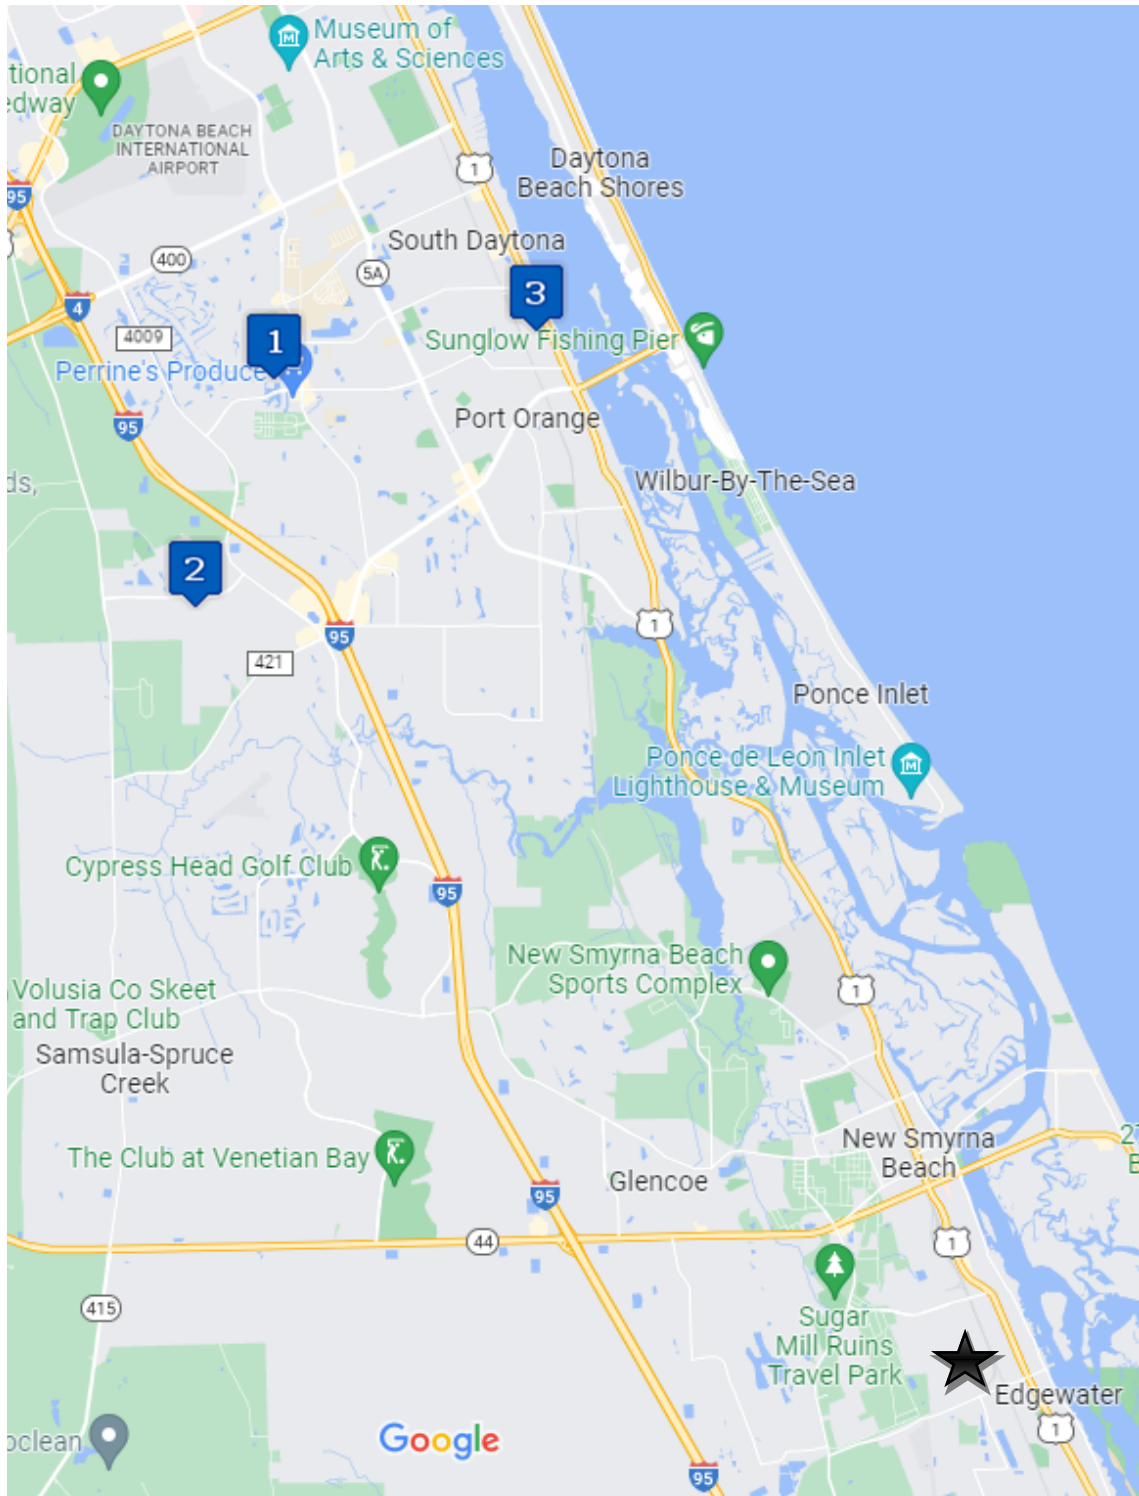 Museum of
Arts & Sciences
tional
edway
DAYTONA BEACH
INTERNATIONAL
AIRPORT
1
Daytona
Beach Shores
95
South Daytona
400
5A
3
4
4009
1
Sunglow Fishing Pier
Perrine's Produce
95
Port Orange
ds,
Wilbur-By-The-Sea
2
1
95
421
Ponce Inlet
Ponce de Leon Inlet
Lighthouse & Museum
Cypress Head Golf Club
95
New Smyrna Beach
Sports Complex
Volusia Co Skeet
and Trap Club
1
Samsula-Spruce
Creek
The Club at Venetian Bay
New Smyrna
Beach
Glencoe
95
44
1
415
Sugar
Mill Ruins
Travel Park
Edgewater
oclean
Google
1
95